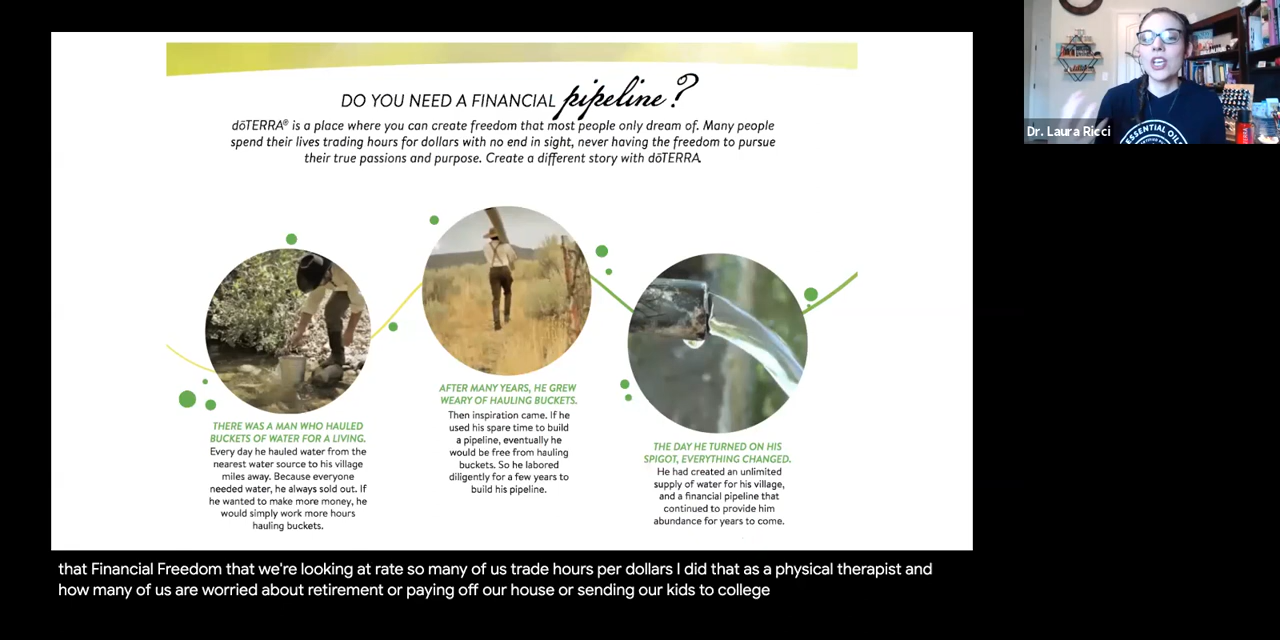 DO YOU NEED A FINANCIAL pipeline?
dōTERRA® is a place where you can create freedom that most people only dream of. Many people
spend their lives trading hours for dollars with no end in sight, never having the freedom to pursue
their true passions and purpose. Create a different story with dōTERRA.
THERE WAS A MAN WHO HAULED
BUCKETS OF WATER FOR A LIVING.
Every day he hauled water from the
nearest water source to his village
miles away. Because everyone
needed water, he always sold out. If
he wanted to make more money, he
would simply work more hours
hauling buckets.
AFTER MANY YEARS, HE GREW
WEARY OF HAULING BUCKETS.
Then inspiration came. If he
used his spare time to build
a pipeline, eventually he
would be free from hauling
buckets. So he labored
diligently for a few years to
build his pipeline.
THE DAY HE TURNED ON HIS
SPIGOT, EVERYTHING CHANGED.
He had created an unlimited
supply of water for his village,
and a financial pipeline that
continued to provide him
abundance for years to come.
Dr. Laura Ricci
ESSENTIAL OIL
that Financial Freedom that we're looking at rate so many of us trade hours per dollars I did that as a physical therapist and
how many of us are worried about retirement or paying off our house or sending our kids to college